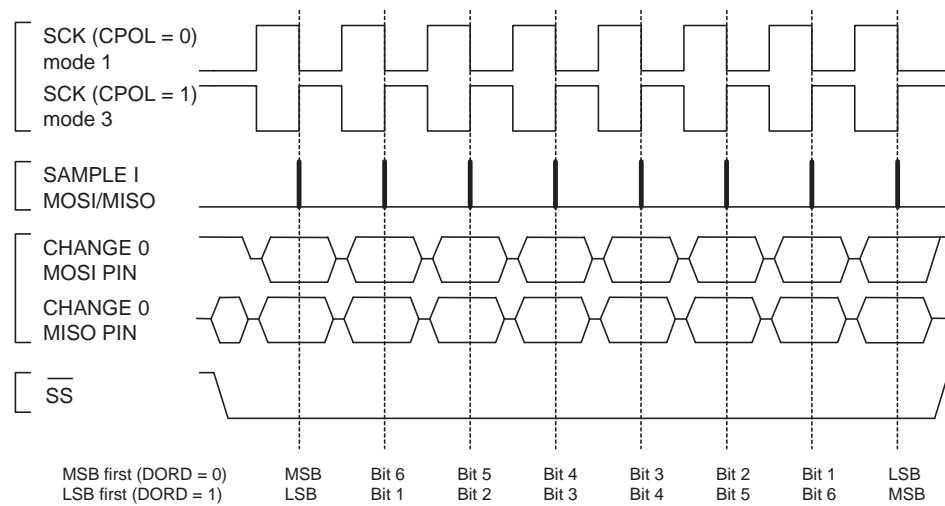 SCK (CPOL = 0)
mode 1
SCK (CPOL = 1)
mode 3
SAMPLE I
MOSI/MISO
CHANGE 0
MOSI PIN
CHANGE 0
MISO PIN
SS
MSB first (DORD = 0) MSB Bit 6 Bit 5 Bit 4 Bit 3 Bit 2 Bit 1 LSB
LSB first (DORD = 1) LSB Bit 1 Bit 2 Bit 3 Bit 4 Bit 5 Bit 6 MSB